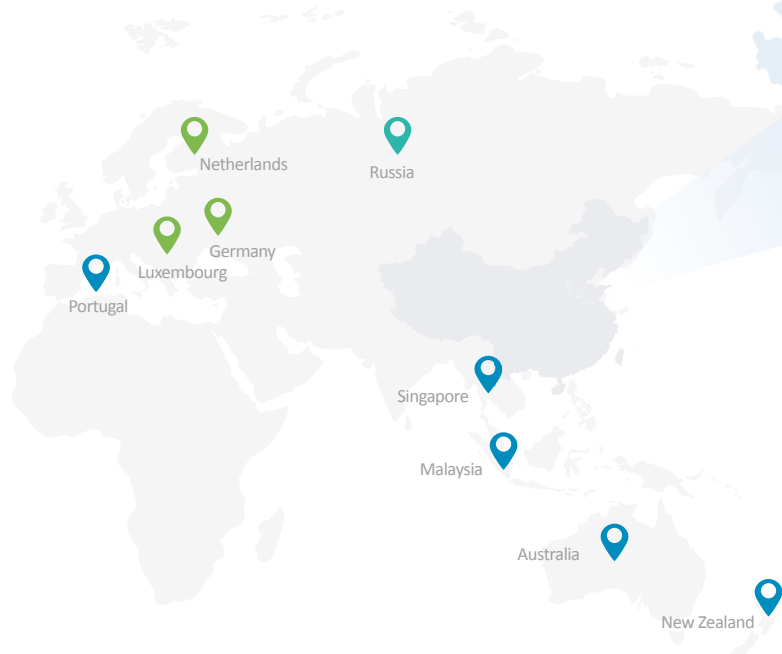 Netherlands
Russia
Germany
Luxembourg
Portugal
Singapore
Malaysia
Australia
New Zealand